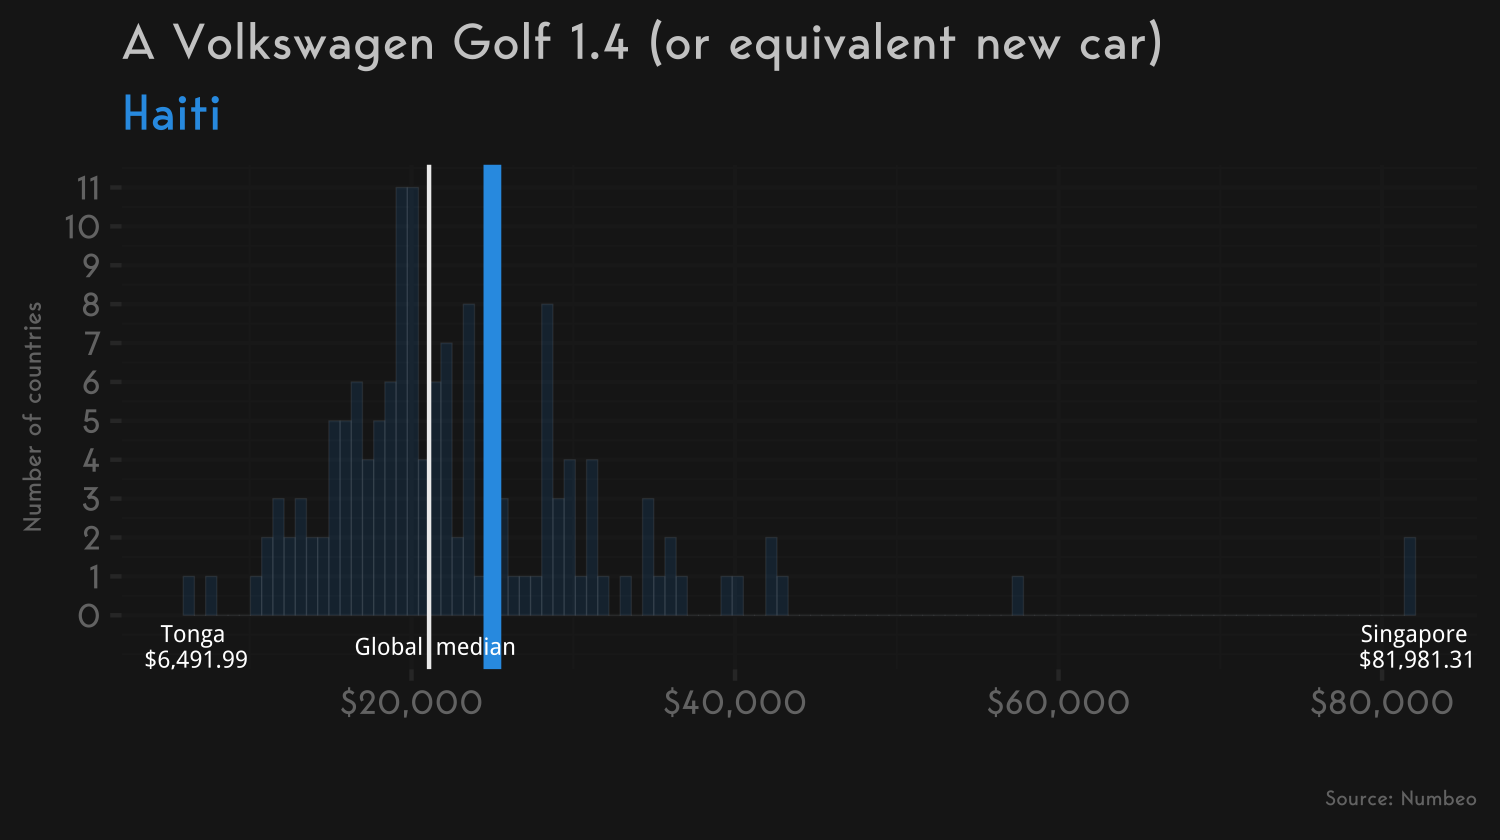 A Volkswagen Golf 1.4 (or equivalent new car)
Haiti
Number of countries
11
10
9
8
7
6
5
4
3
2
1
0
Tonga
$6,491.99
Global median
Singapore
$81,981.31
$20,000
$40,000
$60,000
$80,000
Source: Numbeo